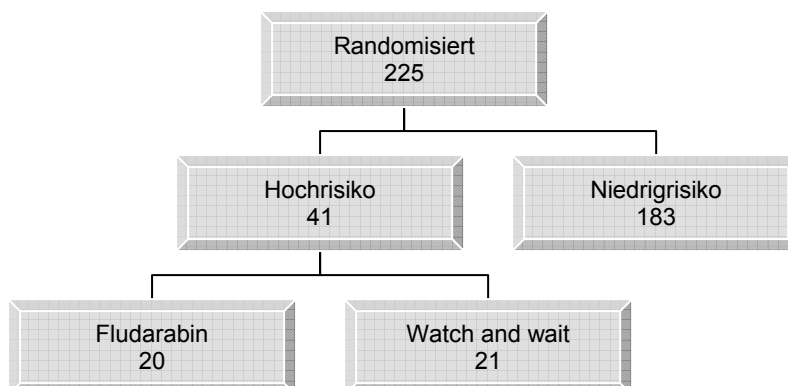 Randomisiert
225
Hochrisiko
41
Niedrigrisiko
183
Fludarabin
20
Watch and wait
21